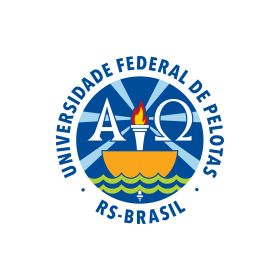 UNIVERSIDADE FEDERAL DE PELOTAS
Α Ω
RS-BRASIL